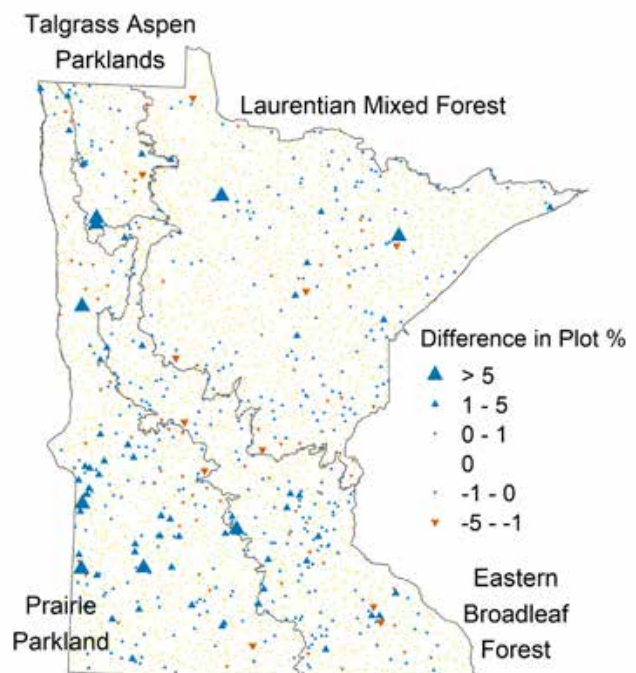 Talgrass Aspen
Parklands
Laurentian Mixed Forest
Difference in Plot %
> 5
1 - 5
0 - 1
0
-1 - 0
-5 - -1
Prairie
Parkland
Eastern
Broadleaf
Forest